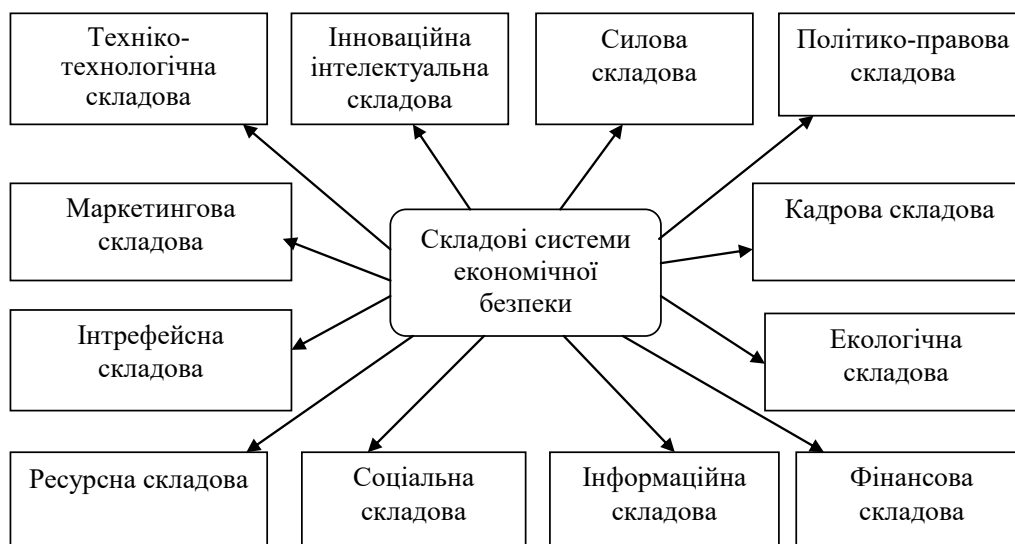 Техніко-
технологічна
складова
Інноваційна
інтелектуальна
складова
Силова
складова
Політико-правова
складова
Маркетингова
складова
Складові системи
економічної
безпеки
Кадрова складова
Інтрефейсна
складова
Екологічна
складова
Ресурсна складова
Соціальна
складова
Інформаційна
складова
Фінансова
складова